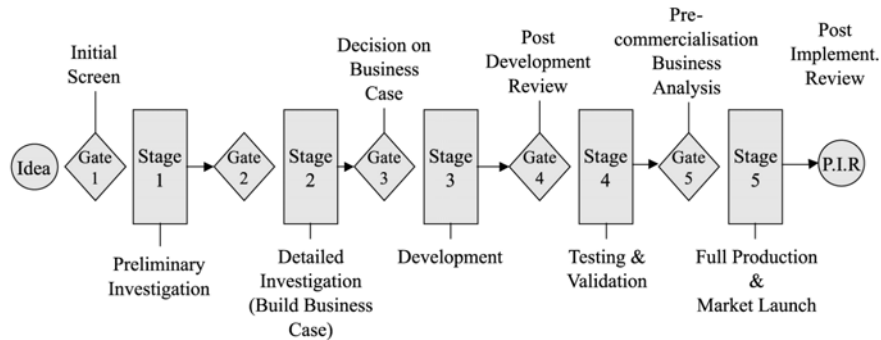 Initial
Screen
Decision on
Business
Case
Post
Development
Review
Pre-
commercialisation
Business
Analysis
Post
Implement.
Review
Idea
Gate
1
Stage
1
Gate
2
Stage
2
Gate
3
Stage
3
Gate
4
Stage
4
Gate
5
Stage
5
P.I.R
Preliminary
Investigation
Detailed
Investigation
(Build Business
Case)
Development
Testing &
Validation
Full Production
&
Market Launch